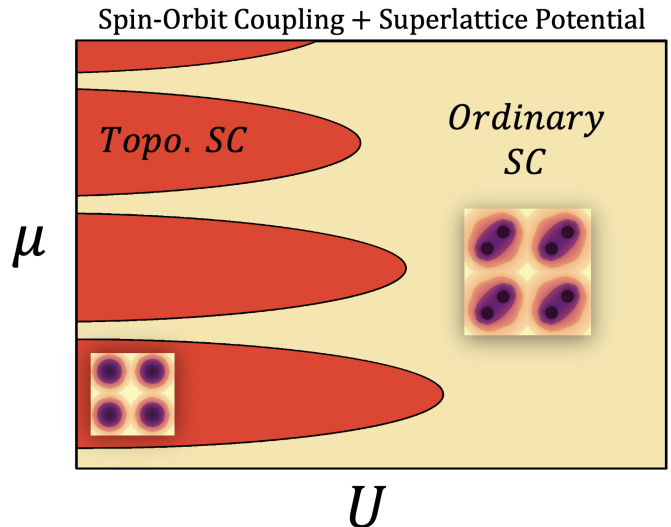 Spin-Orbit Coupling + Superlattice Potential
Topo. SC
Ordinary
SC
μ
U